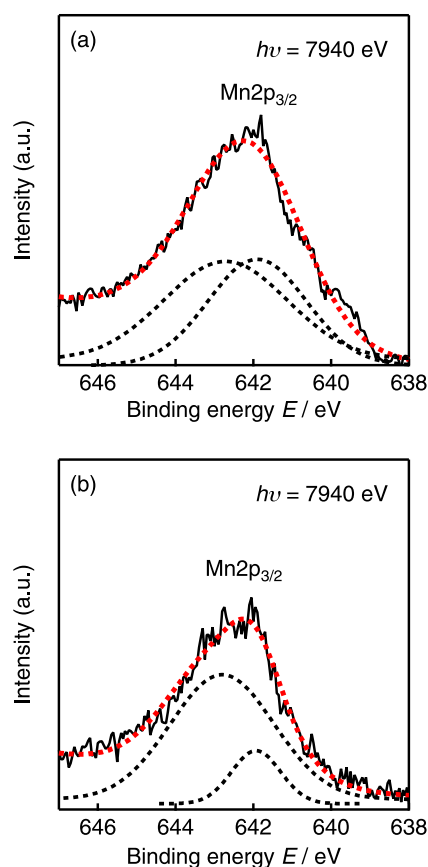 (a)
hυ = 7940 eV
Mn2p3/2
Intensity (a.u.)
646 644 642 640 638
Binding energy E / eV
(b)
hυ = 7940 eV
Mn2p3/2
Intensity (a.u.)
646 644 642 640 638
Binding energy E / eV